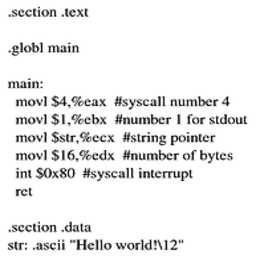 .section .text
.globl main
main:
movl $4,%eax #syscall number 4
movl $1,%ebx #number 1 for stdout
movl $str,%ecx #string pointer
movl $16,%edx #number of bytes
int $0x80 #syscall interrupt
ret
.section .data
str: .ascii "Hello world!\12"